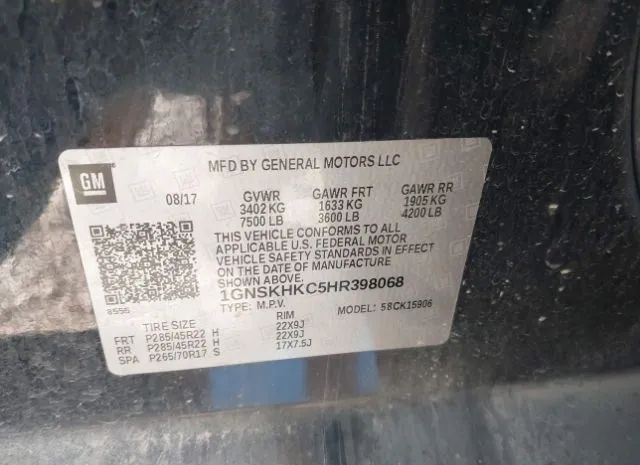 MFD BY GENERAL MOTORS LLC
GM
08/17 GVWR GAWR FRT GAWR RR
3402 KG 1633 KG 1905 KG
7500 LB 3600 LB 4200 LB
THIS VEHICLE CONFORMS TO ALL
APPLICABLE U.S. FEDERAL MOTOR
VEHICLE SAFETY STANDARDS IN EFFECT
ON THE DATE OF MANUFACTURE
SHOWN ABOVE.
1GNSKHKC5HR398068
8556 TYPE: M.P.V. MODEL: 58CK15906
TIRE SIZE RIM
FRT P285/45R22 H 22X9J
RR P285/45R22 H 22X9J
SPA P265/70R17 S 17X7.5J